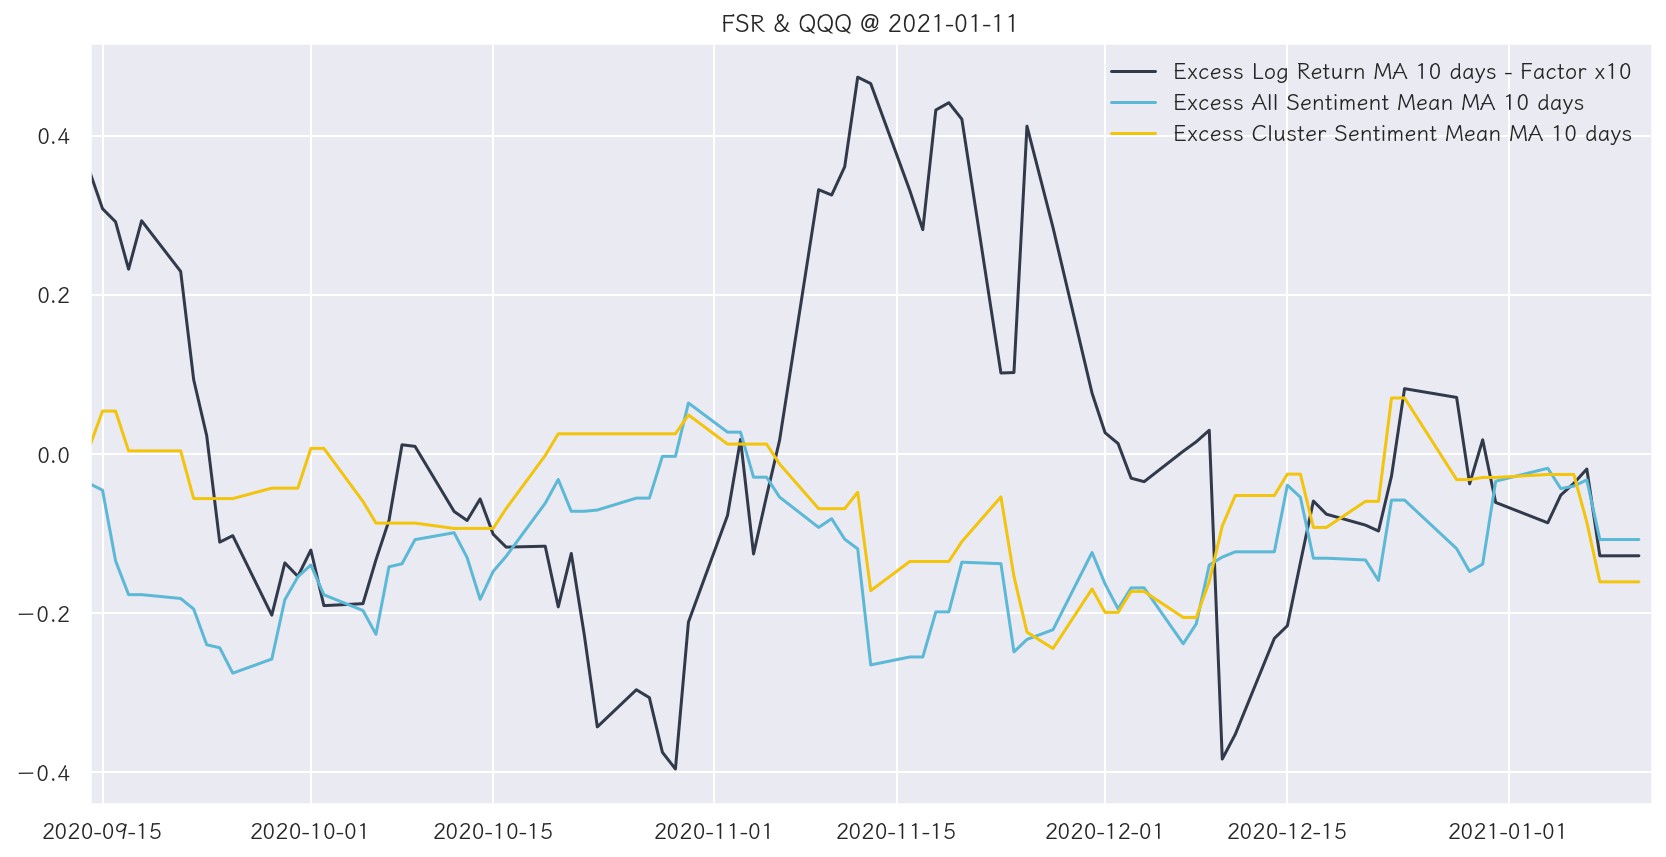 FSR & QQQ @ 2021-01-11
Excess Log Return MA 10 days - Factor x10
Excess All Sentiment Mean MA 10 days
Excess Cluster Sentiment Mean MA 10 days
0.4
0.2
0.0
−0.2
−0.4
2020-09-15 2020-10-01 2020-10-15 2020-11-01 2020-11-15 2020-12-01 2020-12-15 2021-01-01